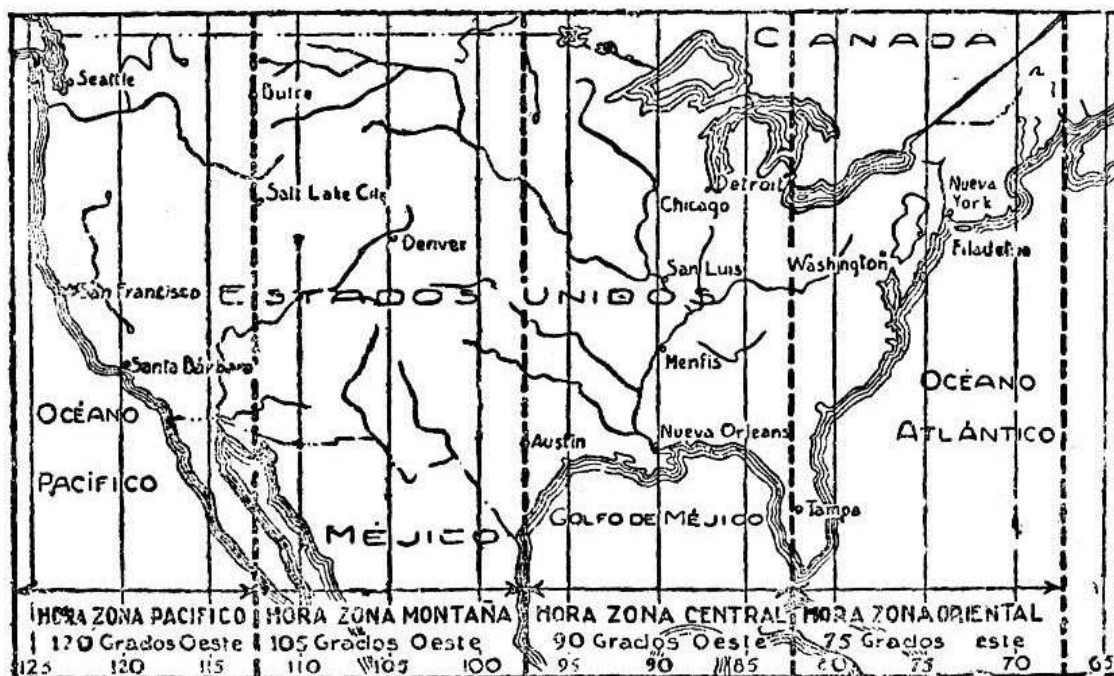 CANADA
Seattle
Butte
Salt Lake City
Detroit
Chicago
Nueva
York
Filadelfia
Denver
San Luis
Washington
San Francisco
ESTADOS UNIDOS
Santa Bárbara
Menfis
OCÉANO
PACÍFICO
OCÉANO
ATLÁNTICO
Austin
Nueva Orleans
MÉJICO
GOLFO DE MÉJICO
Tampa
HORA ZONA PACIFICO
120 Grados Oeste
HORA ZONA MONTAÑA
105 Grados Oeste
HORA ZONA CENTRAL
90 Grados Oeste
HORA ZONA ORIENTAL
75 Grados este
125 120 115 110 105 100 95 90 85 80 75 70 65